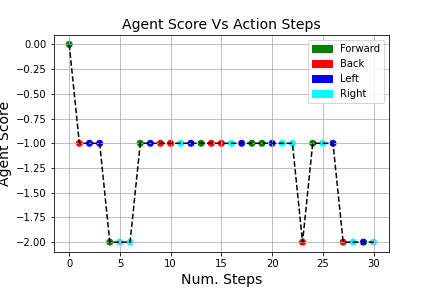 Agent Score Vs Action Steps
Agent Score
0.00
−0.25
−0.50
−0.75
−1.00
−1.25
−1.50
−1.75
−2.00
Forward
Back
Left
Right
0 5 10 15 20 25 30
Num. Steps